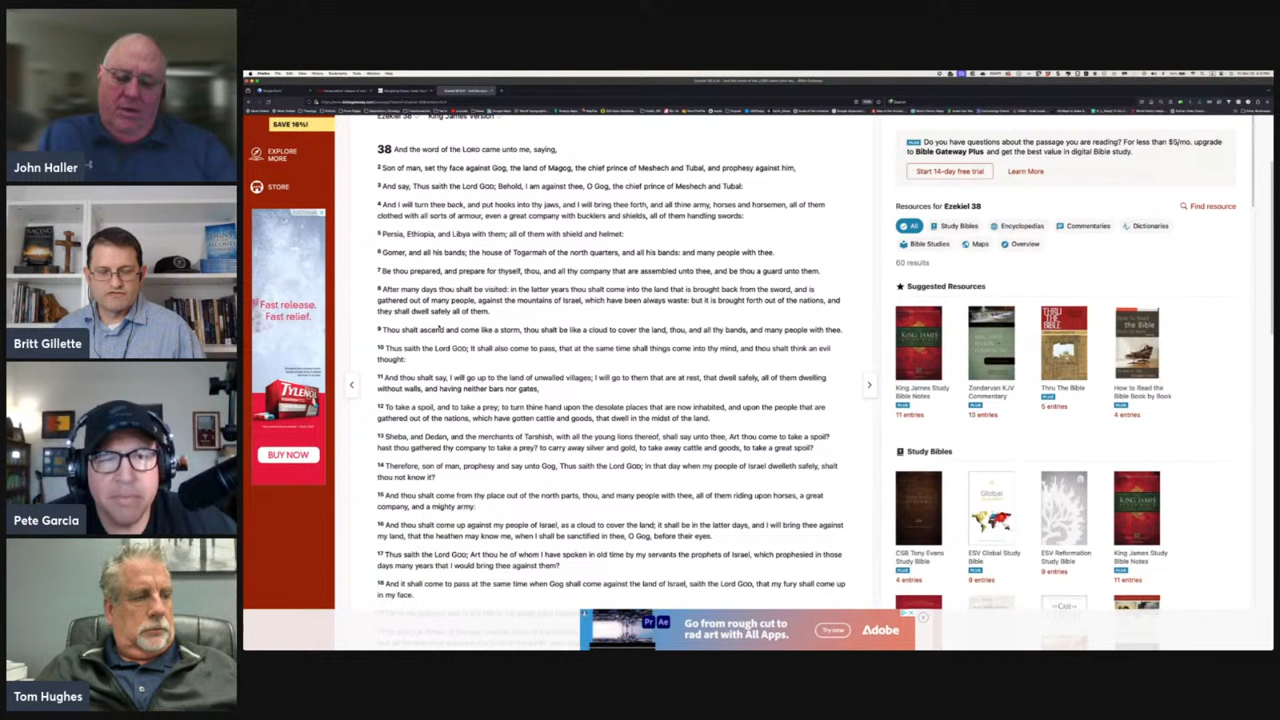 John Haller
Britt Gillette
Pete Garcia
Tom Hughes
SAVE 16%!
EXPLORE
MORE
STORE
Fast release.
Fast relief.
TYLENOL
BUY NOW
Ezekiel 38
King James Version
38 And the word of the LORD came unto me, saying,
2 Son of man, set thy face against Gog, the land of Magog, the chief prince of Meshech and Tubal, and prophesy against him,
3 And say, Thus saith the Lord GOD; Behold, I am against thee, O Gog, the chief prince of Meshech and Tubal:
4 And I will turn thee back, and put hooks into thy jaws, and I will bring thee forth, and all thine army, horses and horsemen, all of them
clothed with all sorts of armour, even a great company with bucklers and shields, all of them handling swords:
5 Persia, Ethiopia, and Libya with them; all of them with shield and helmet:
6 Gomer, and all his bands; the house of Togarmah of the north quarters, and all his bands: and many people with thee.
7 Be thou prepared, and prepare for thyself, thou, and all thy company that are assembled unto thee, and be thou a guard unto them.
8 After many days thou shalt be visited: in the latter years thou shalt come into the land that is brought back from the sword, and is
gathered out of many people, against the mountains of Israel, which have been always waste: but it is brought forth out of the nations, and
they shall dwell safely all of them.
9 Thou shalt ascend and come like a storm, thou shalt be like a cloud to cover the land, thou, and all thy bands, and many people with thee.
10 Thus saith the Lord GOD; It shall also come to pass, that at the same time shall things come into thy mind, and thou shalt think an evil
thought:
11 And thou shalt say, I will go up to the land of unwalled villages; I will go to them that are at rest, that dwell safely, all of them dwelling
without walls, and having neither bars nor gates,
12 To take a spoil, and to take a prey; to turn thine hand upon the desolate places that are now inhabited, and upon the people that are
gathered out of the nations, which have gotten cattle and goods, that dwell in the midst of the land.
13 Sheba, and Dedan, and the merchants of Tarshish, with all the young lions thereof, shall say unto thee, Art thou come to take a spoil?
hast thou gathered thy company to take a prey? to carry away silver and gold, to take away cattle and goods, to take a great spoil?
14 Therefore, son of man, prophesy and say unto Gog, Thus saith the Lord GOD; In that day when my people of Israel dwelleth safely, shalt
thou not know it?
15 And thou shalt come from thy place out of the north parts, thou, and many people with thee, all of them riding upon horses, a great
company, and a mighty army:
16 And thou shalt come up against my people of Israel, as a cloud to cover the land; it shall be in the latter days, and I will bring thee against
my land, that the heathen may know me, when I shall be sanctified in thee, O Gog, before their eyes.
17 Thus saith the Lord GOD; Art thou he of whom I have spoken in old time by my servants the prophets of Israel, which prophesied in those
days many years that I would bring thee against them?
18 And it shall come to pass at the same time when Gog shall come against the land of Israel, saith the Lord GOD, that my fury shall come up
in my face.
PLUS Do you have questions about the passage you are reading? For less than $5/mo. upgrade
to Bible Gateway Plus and get the best value in digital Bible study.
Start 14-day free trial
Learn More
Resources for Ezekiel 38
Find resource
All
Study Bibles
Encyclopedias
Commentaries
Dictionaries
Bible Studies
Maps
Overview
60 results
Suggested Resources
King James Study
Bible Notes
PLUS
11 entries
Zondervan KJV
Commentary
PLUS
13 entries
Thru The Bible
PLUS
5 entries
How to Read the
Bible Book by Book
PLUS
4 entries
Study Bibles
CSB Tony Evans
Study Bible
PLUS
4 entries
ESV Global Study
Bible
PLUS
8 entries
ESV Reformation
Study Bible
PLUS
9 entries
King James Study
Bible Notes
PLUS
11 entries
Pr Ae
Go from rough cut to
rad art with All Apps.
Try now
Adobe